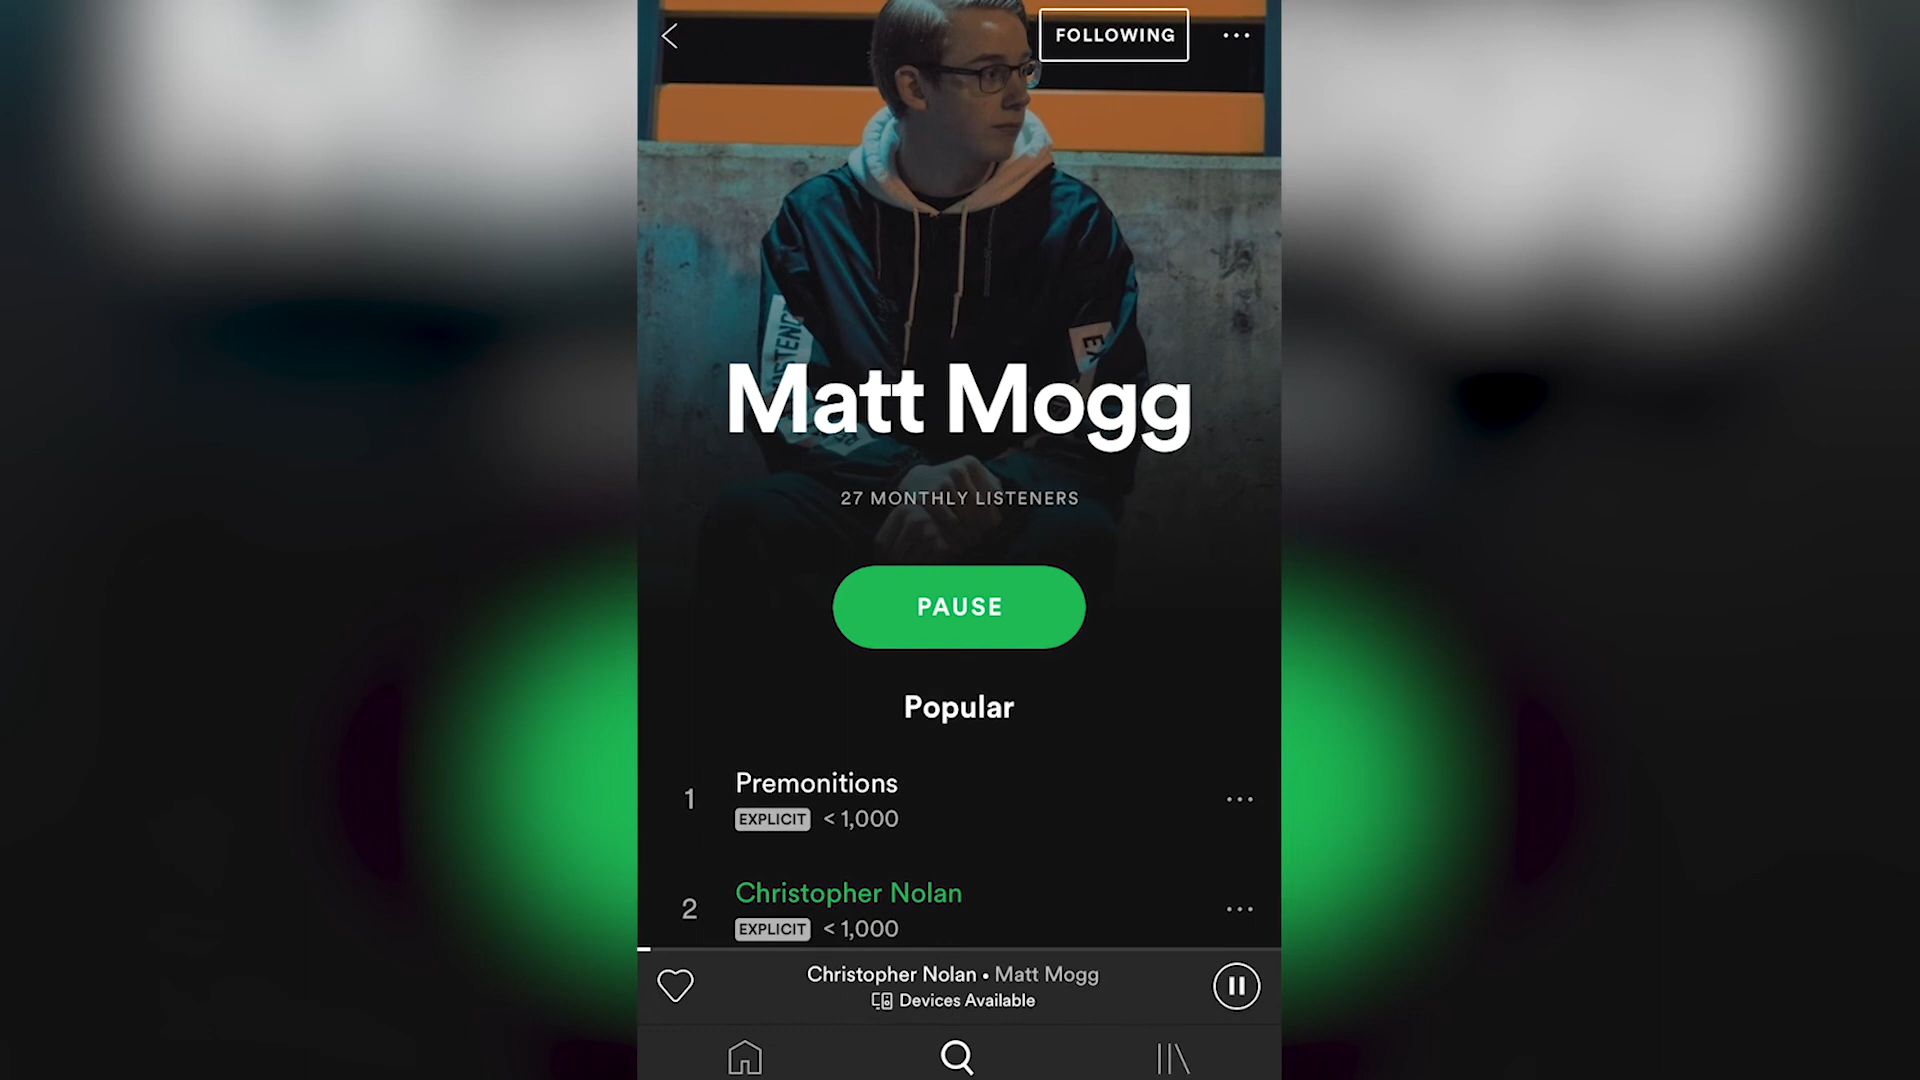 FOLLOWING
EX
Matt Mogg
27 MONTHLY LISTENERS
PAUSE
Popular
1
Premonitions
EXPLICIT < 1,000
2
Christopher Nolan
EXPLICIT < 1,000
Christopher Nolan • Matt Mogg
Devices Available